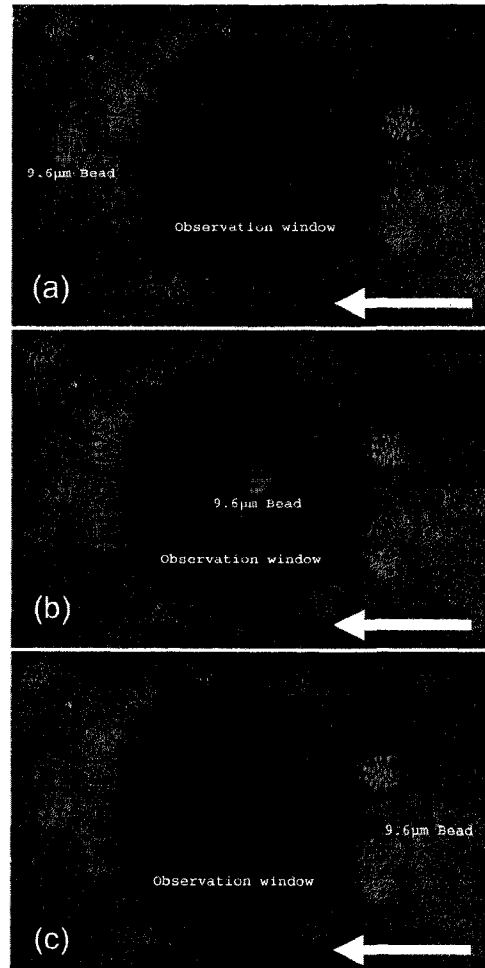 9.6µm Bead
Observation window
(a)
9.6µm Bead
Observation window
(b)
9.6µm Bead
Observation window
(c)